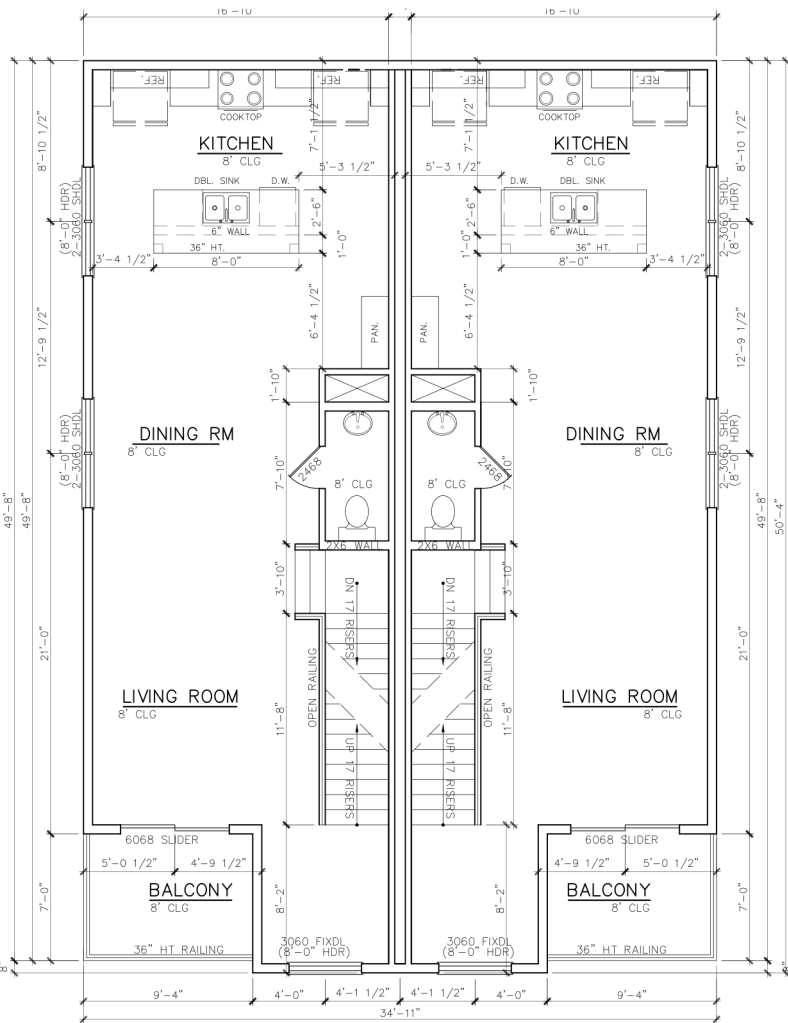 16'-10"
16'-10"
REF.
REF.
REF.
REF.
COOKTOP
COOKTOP
KITCHEN
8' CLG
KITCHEN
8' CLG
8'-10 1/2"
7'-1 1/2"
7'-1 1/2"
8'-10 1/2"
5'-3 1/2"
5'-3 1/2"
DBL. SINK
D.W.
D.W.
DBL. SINK
2-3060 SHDL
(8'-0" HDR)
2-3060 SHDL
(8'-0" HDR)
2'-6"
2'-6"
6" WALL
6" WALL
1'-0"
1'-0"
36" HT.
36" HT.
3'-4 1/2"
8'-0"
8'-0"
3'-4 1/2"
12'-9 1/2"
6'-4 1/2"
6'-4 1/2"
12'-9 1/2"
PAN.
PAN.
1'-10"
1'-10"
DINING RM
8' CLG
DINING RM
8' CLG
2-3060 SHDL
(8'-0" HDR)
2-3060 SHDL
(8'-0" HDR)
2468
2468
7'-10"
7'-10"
8' CLG
8' CLG
49'-8"
49'-8"
49'-8"
50'-4"
2X6 WALL
2X6 WALL
3'-10"
3'-10"
DN 17 RISERS
DN 17 RISERS
21'-0"
21'-0"
OPEN RAILING
OPEN RAILING
LIVING ROOM
8' CLG
LIVING ROOM
8' CLG
11'-8"
11'-8"
UP 17 RISERS
UP 17 RISERS
6068 SLIDER
6068 SLIDER
5'-0 1/2"
4'-9 1/2"
4'-9 1/2"
5'-0 1/2"
BALCONY
8' CLG
BALCONY
8' CLG
7'-0"
8'-2"
8'-2"
7'-0"
36" HT RAILING
3060 FIXDL
(8'-0" HDR)
3060 FIXDL
(8'-0" HDR)
36" HT RAILING
8"
8"
9'-4"
4'-0"
4'-1 1/2"
4'-1 1/2"
4'-0"
9'-4"
34'-11"